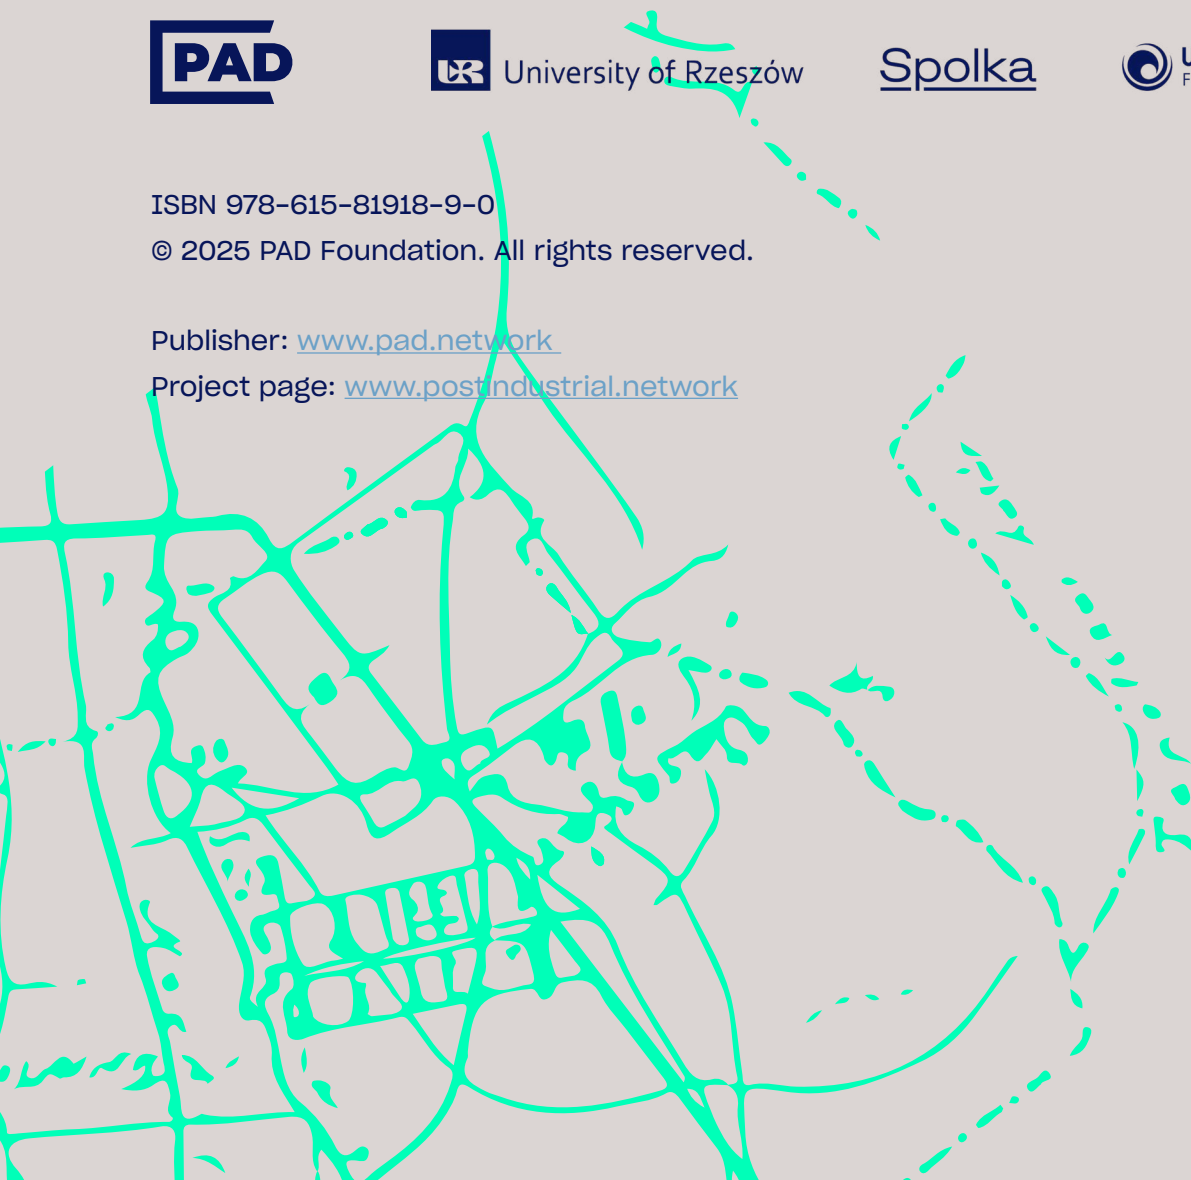 PAD
UR University of Rzeszów
Spolka
ISBN 978-615-81918-9-0
© 2025 PAD Foundation. All rights reserved.
Publisher: www.pad.network
Project page: www.postindustrial.network